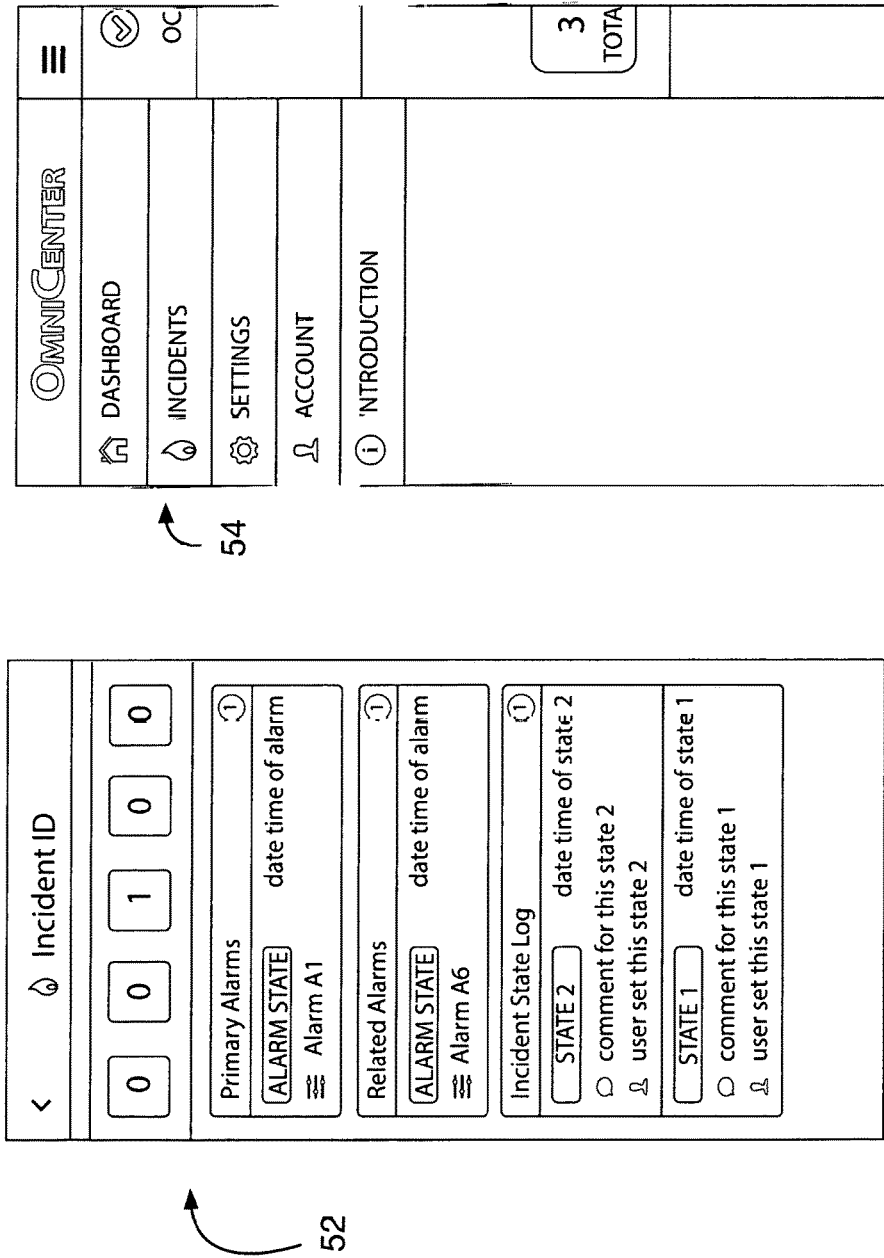 ‹ Incident ID
0 0 1 0 0
Primary Alarms 1
ALARM STATE date time of alarm
Alarm A1
Related Alarms 1
ALARM STATE date time of alarm
Alarm A6
Incident State Log 1
STATE 2 date time of state 2
comment for this state 2
user set this state 2
STATE 1 date time of state 1
comment for this state 1
user set this state 1
52
OMNICENTER
DASHBOARD
INCIDENTS
SETTINGS
ACCOUNT
i 'NTRODUCTION
OC
3
TOTA
54